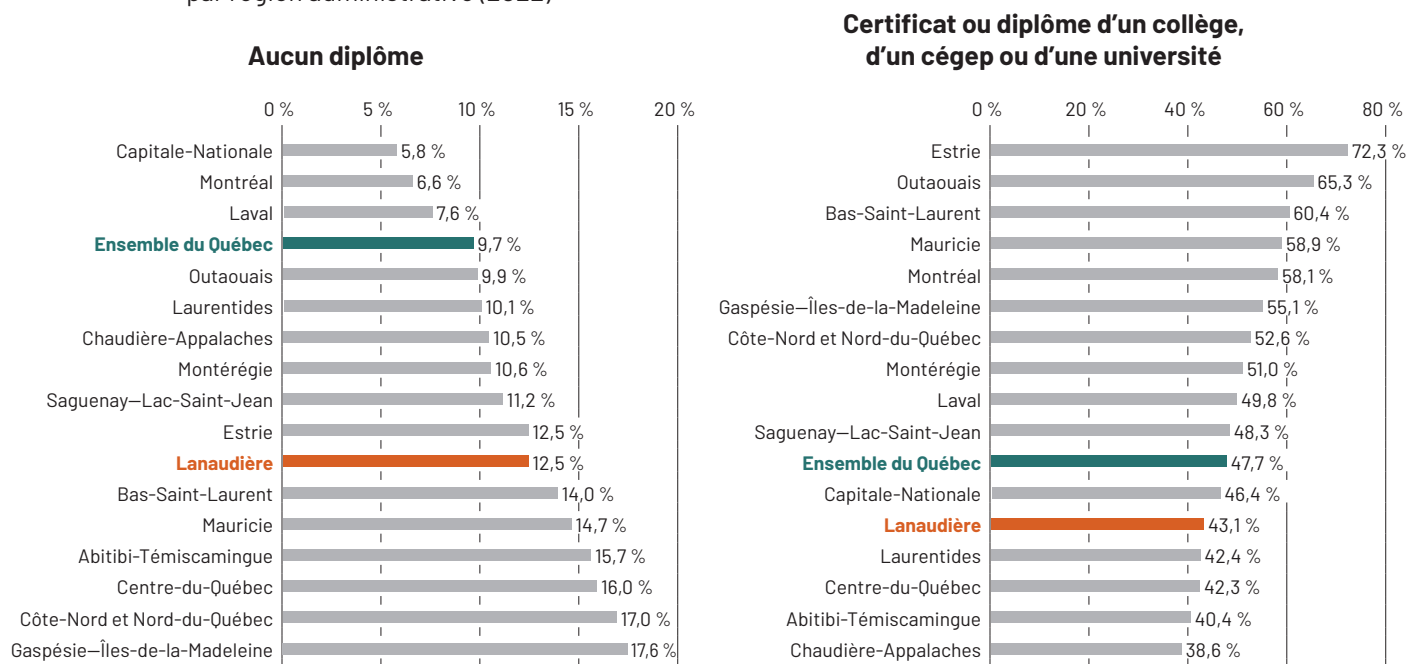 par région administrative (2022)
Aucun diplôme
0 % 5 % 10 % 15 % 20 %
Capitale-Nationale 5,8 %
Montréal 6,6 %
Laval 7,6 %
Ensemble du Québec 9,7 %
Outaouais 9,9 %
Laurentides 10,1 %
Chaudière-Appalaches 10,5 %
Montérégie 10,6 %
Saguenay—Lac-Saint-Jean 11,2 %
Estrie 12,5 %
Lanaudière 12,5 %
Bas-Saint-Laurent 14,0 %
Mauricie 14,7 %
Abitibi-Témiscamingue 15,7 %
Centre-du-Québec 16,0 %
Côte-Nord et Nord-du-Québec 17,0 %
Gaspésie—Îles-de-la-Madeleine 17,6 %
Certificat ou diplôme d’un collège,
d’un cégep ou d’une université
0 % 20 % 40 % 60 % 80 %
Estrie 72,3 %
Outaouais 65,3 %
Bas-Saint-Laurent 60,4 %
Mauricie 58,9 %
Montréal 58,1 %
Gaspésie—Îles-de-la-Madeleine 55,1 %
Côte-Nord et Nord-du-Québec 52,6 %
Montérégie 51,0 %
Laval 49,8 %
Saguenay—Lac-Saint-Jean 48,3 %
Ensemble du Québec 47,7 %
Capitale-Nationale 46,4 %
Lanaudière 43,1 %
Laurentides 42,4 %
Centre-du-Québec 42,3 %
Abitibi-Témiscamingue 40,4 %
Chaudière-Appalaches 38,6 %